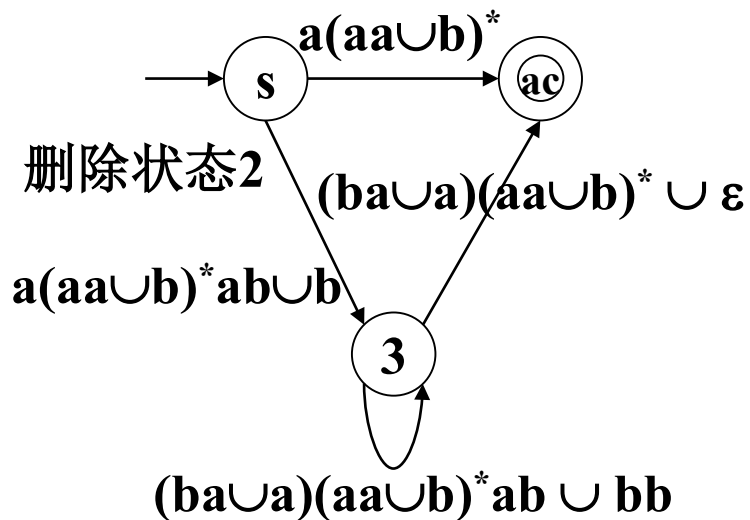 a(aa∪b)*
s
ac
删除状态2
(ba∪a)(aa∪b)* ∪ ε
a(aa∪b)*ab∪b
3
(ba∪a)(aa∪b)*ab ∪ bb